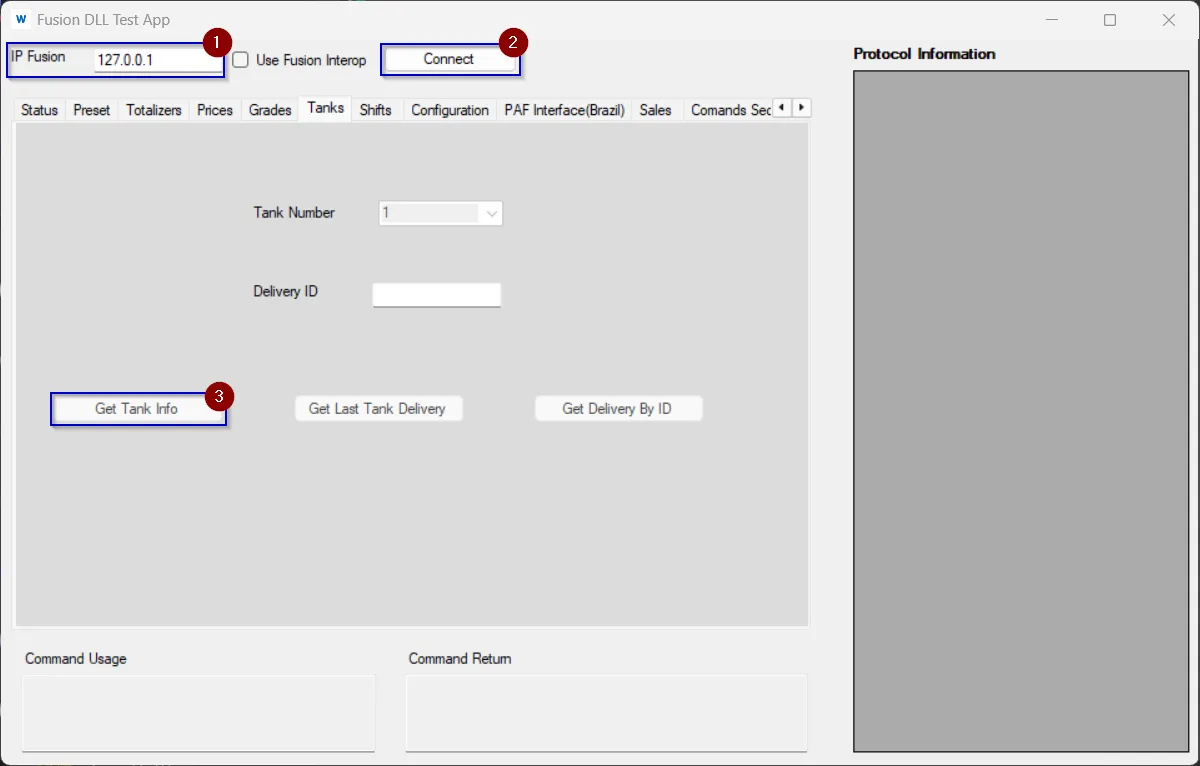 W Fusion DLL Test App
IP Fusion 127.0.0.1 1 Use Fusion Interop Connect 2
Protocol Information
Status Preset Totalizers Prices Grades Tanks Shifts Configuration PAF Interface(Brazil) Sales Comands Sec
Tank Number 1
Delivery ID
Get Tank Info 3 Get Last Tank Delivery Get Delivery By ID
Command Usage Command Return